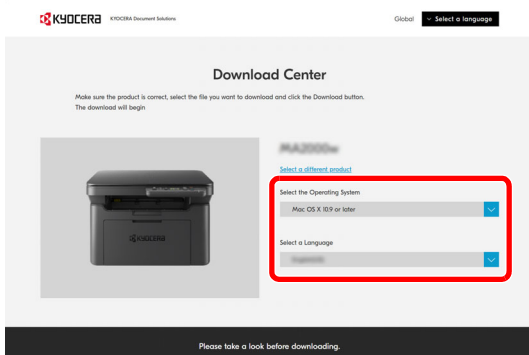 KYOCERA KYOCERA Document Solutions
Global Select a language
Download Center
Make sure the product is correct, select the file you want to download and click the Download button.
The download will begin
Select a different product
Select the Operating System
Mac OS X 10.9 or later
KYOCERA
Select a Language
Please take a look before downloading.